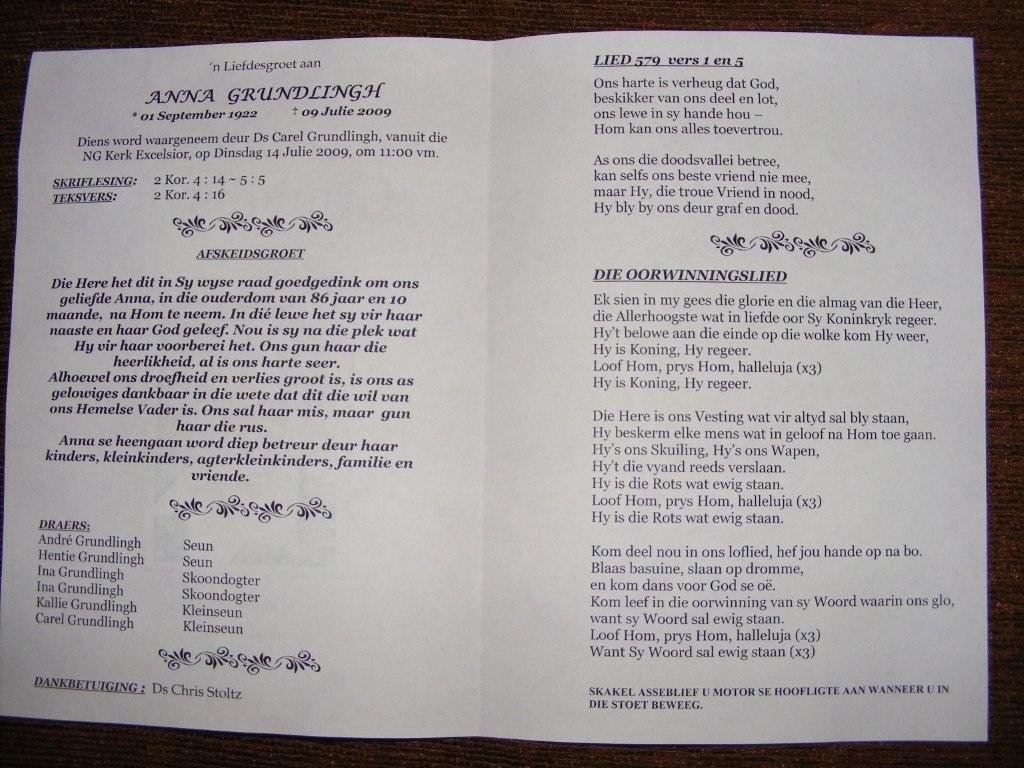 'n Liefdesgroet aan
ANNA GRUNDLINGH
* 01 September 1922 † 09 Julie 2009
Diens word waargeneem deur Ds Carel Grundlingh, vanuit die
NG Kerk Excelsior, op Dinsdag 14 Julie 2009, om 11:00 vm.
SKRIFLESING: 2 Kor. 4 : 14 ~ 5 : 5
TEKSVERS: 2 Kor. 4 : 16
AFSKEIDSGROET
Die Here het dit in Sy wyse raad goedgedink om ons
geliefde Anna, in die ouderdom van 86 jaar en 10
maande, na Hom te neem. In dié lewe het sy vir haar
naaste en haar God geleef. Nou is sy na die plek wat
Hy vir haar voorberei het. Ons gun haar die
heerlikheid, al is ons harte seer.
Alhoewel ons droefheid en verlies groot is, is ons as
gelowiges dankbaar in die wete dat dit die wil van
ons Hemelse Vader is. Ons sal haar mis, maar gun
haar die rus.
Anna se heengaan word diep betreur deur haar
kinders, kleinkinders, agterkleinkinders, familie en
vriende.
DRAERS:
André Grundlingh Seun
Hentie Grundlingh Seun
Ina Grundlingh Skoondogter
Ina Grundlingh Skoondogter
Kallie Grundlingh Kleinseun
Carel Grundlingh Kleinseun
DANKBETUIGING : Ds Chris Stoltz
LIED 579 vers 1 en 5
Ons harte is verheug dat God,
beskikker van ons deel en lot,
ons lewe in sy hande hou –
Hom kan ons alles toevertrou.
As ons die doodsvallei betree,
kan selfs ons beste vriend nie mee,
maar Hy, die troue Vriend in nood,
Hy bly by ons deur graf en dood.
DIE OORWINNINGSLIED
Ek sien in my gees die glorie en die almag van die Heer,
die Allerhoogste wat in liefde oor Sy Koninkryk regeer.
Hy't belowe aan die einde op die wolke kom Hy weer,
Hy is Koning, Hy regeer.
Loof Hom, prys Hom, halleluja (x3)
Hy is Koning, Hy regeer.
Die Here is ons Vesting wat vir altyd sal bly staan,
Hy beskerm elke mens wat in geloof na Hom toe gaan.
Hy's ons Skuiling, Hy's ons Wapen,
Hy't die vyand reeds verslaan.
Hy is die Rots wat ewig staan.
Loof Hom, prys Hom, halleluja (x3)
Hy is die Rots wat ewig staan.
Kom deel nou in ons loflied, hef jou hande op na bo.
Blaas basuine, slaan op dromme,
en kom dans voor God se oë.
Kom leef in die oorwinning van sy Woord waarin ons glo,
want sy Woord sal ewig staan.
Loof Hom, prys Hom, halleluja (x3)
Want Sy Woord sal ewig staan (x3)
SKAKEL ASSEBLIEF U MOTOR SE HOOFLIGTE AAN WANNEER U IN
DIE STOET BEWEEG.